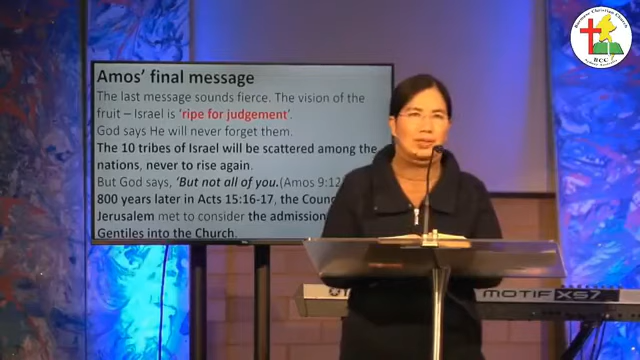 Amos' final message
The last message sounds fierce. The vision of the
fruit – Israel is 'ripe for judgement'.
God says He will never forget them.
The 10 tribes of Israel will be scattered among the
nations, never to rise again.
But God says, 'But not all of you. (Amos 9:12
800 years later in Acts 15:16-17, the
Jerusalem met to consider the admission
Gentiles into the Church.
Burmese Christian Church
BCC
MOTIF XS7